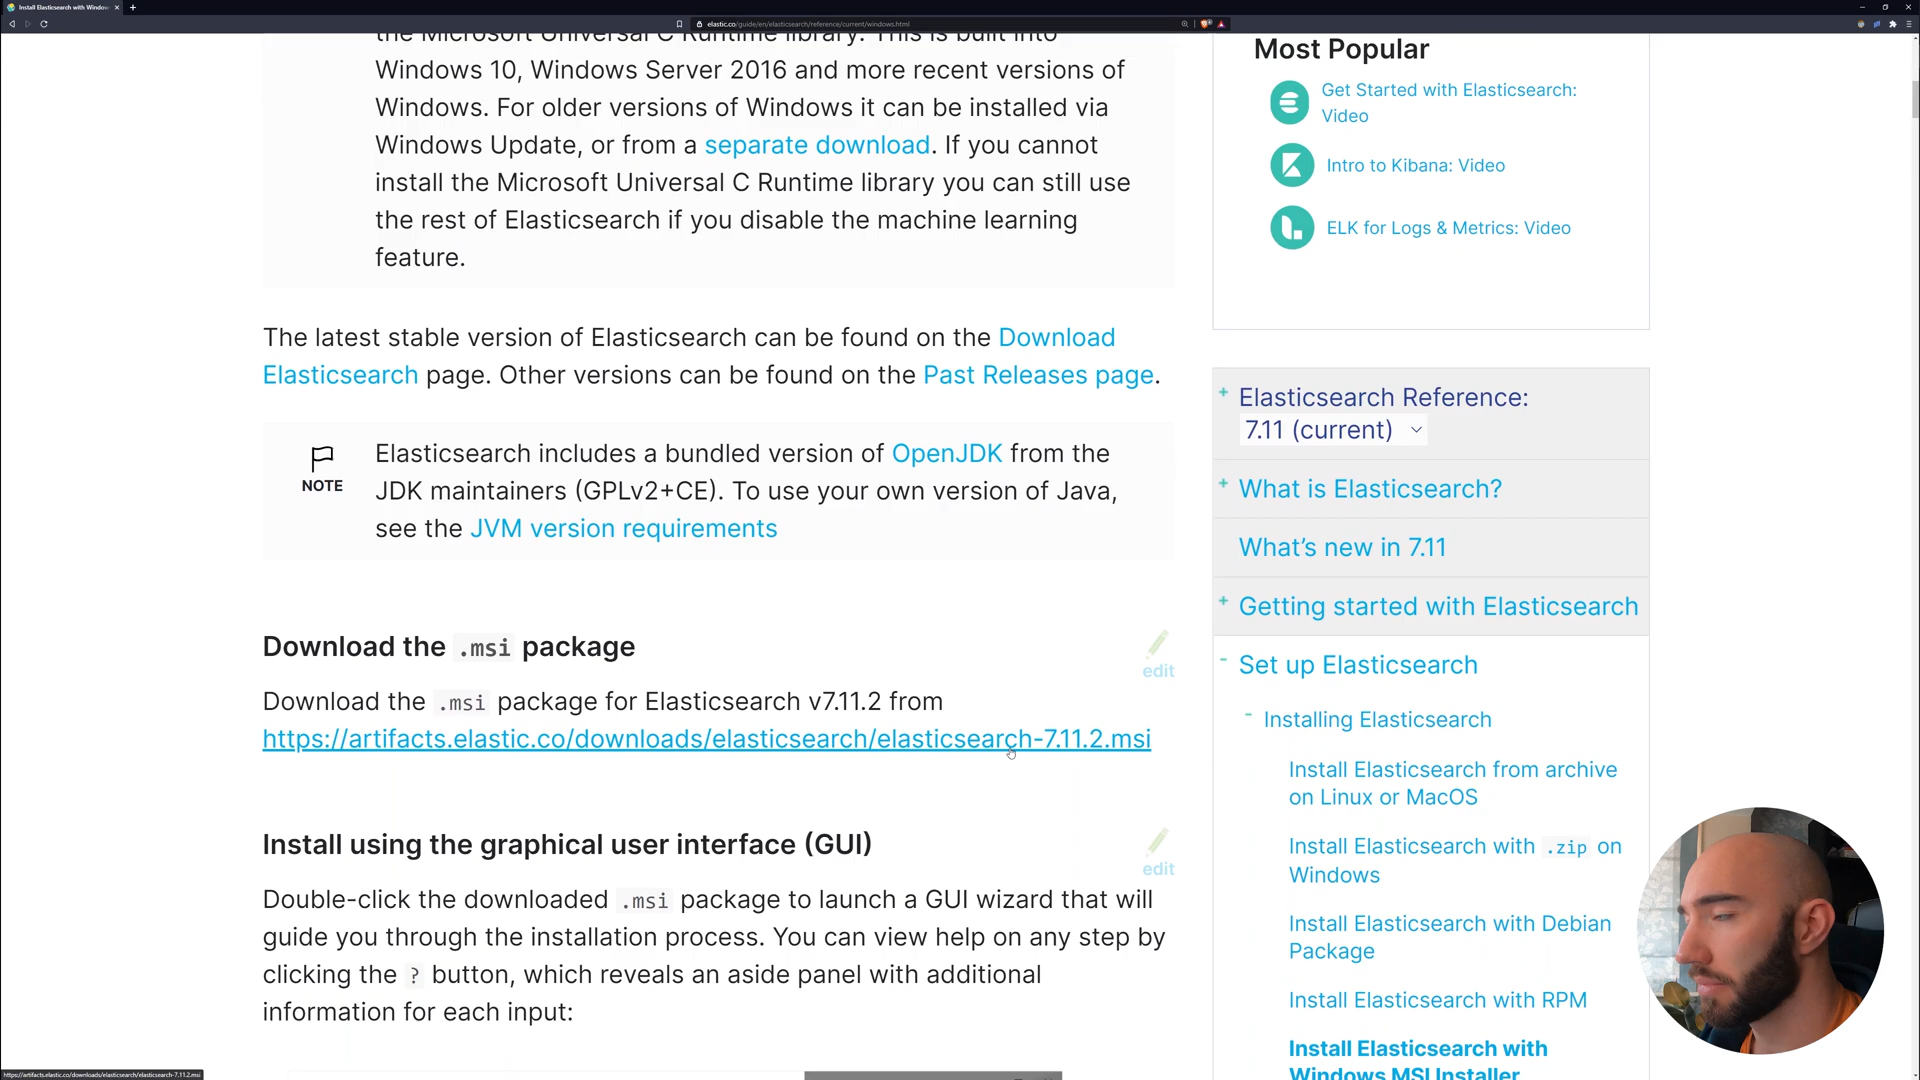 Install Elasticsearch with Window
elastic.co/guide/en/elasticsearch/reference/current/windows.html
the Microsoft Universal C Runtime library. This is built into
Windows 10, Windows Server 2016 and more recent versions of
Windows. For older versions of Windows it can be installed via
Windows Update, or from a separate download. If you cannot
install the Microsoft Universal C Runtime library you can still use
the rest of Elasticsearch if you disable the machine learning
feature.
The latest stable version of Elasticsearch can be found on the Download
Elasticsearch page. Other versions can be found on the Past Releases page.
NOTE
Elasticsearch includes a bundled version of OpenJDK from the
JDK maintainers (GPLv2+CE). To use your own version of Java,
see the JVM version requirements
Download the .msi package
edit
Download the .msi package for Elasticsearch v7.11.2 from
https://artifacts.elastic.co/downloads/elasticsearch/elasticsearch-7.11.2.msi
Install using the graphical user interface (GUI)
edit
Double-click the downloaded .msi package to launch a GUI wizard that will
guide you through the installation process. You can view help on any step by
clicking the ? button, which reveals an aside panel with additional
information for each input:
Most Popular
Get Started with Elasticsearch:
Video
Intro to Kibana: Video
ELK for Logs & Metrics: Video
+ Elasticsearch Reference:
7.11 (current)
+ What is Elasticsearch?
What's new in 7.11
+ Getting started with Elasticsearch
- Set up Elasticsearch
- Installing Elasticsearch
Install Elasticsearch from archive
on Linux or MacOS
Install Elasticsearch with .zip on
Windows
Install Elasticsearch with Debian
Package
Install Elasticsearch with RPM
Install Elasticsearch with
Windows MSI Installer
https://artifacts.elastic.co/downloads/elasticsearch/elasticsearch-7.11.2.msi